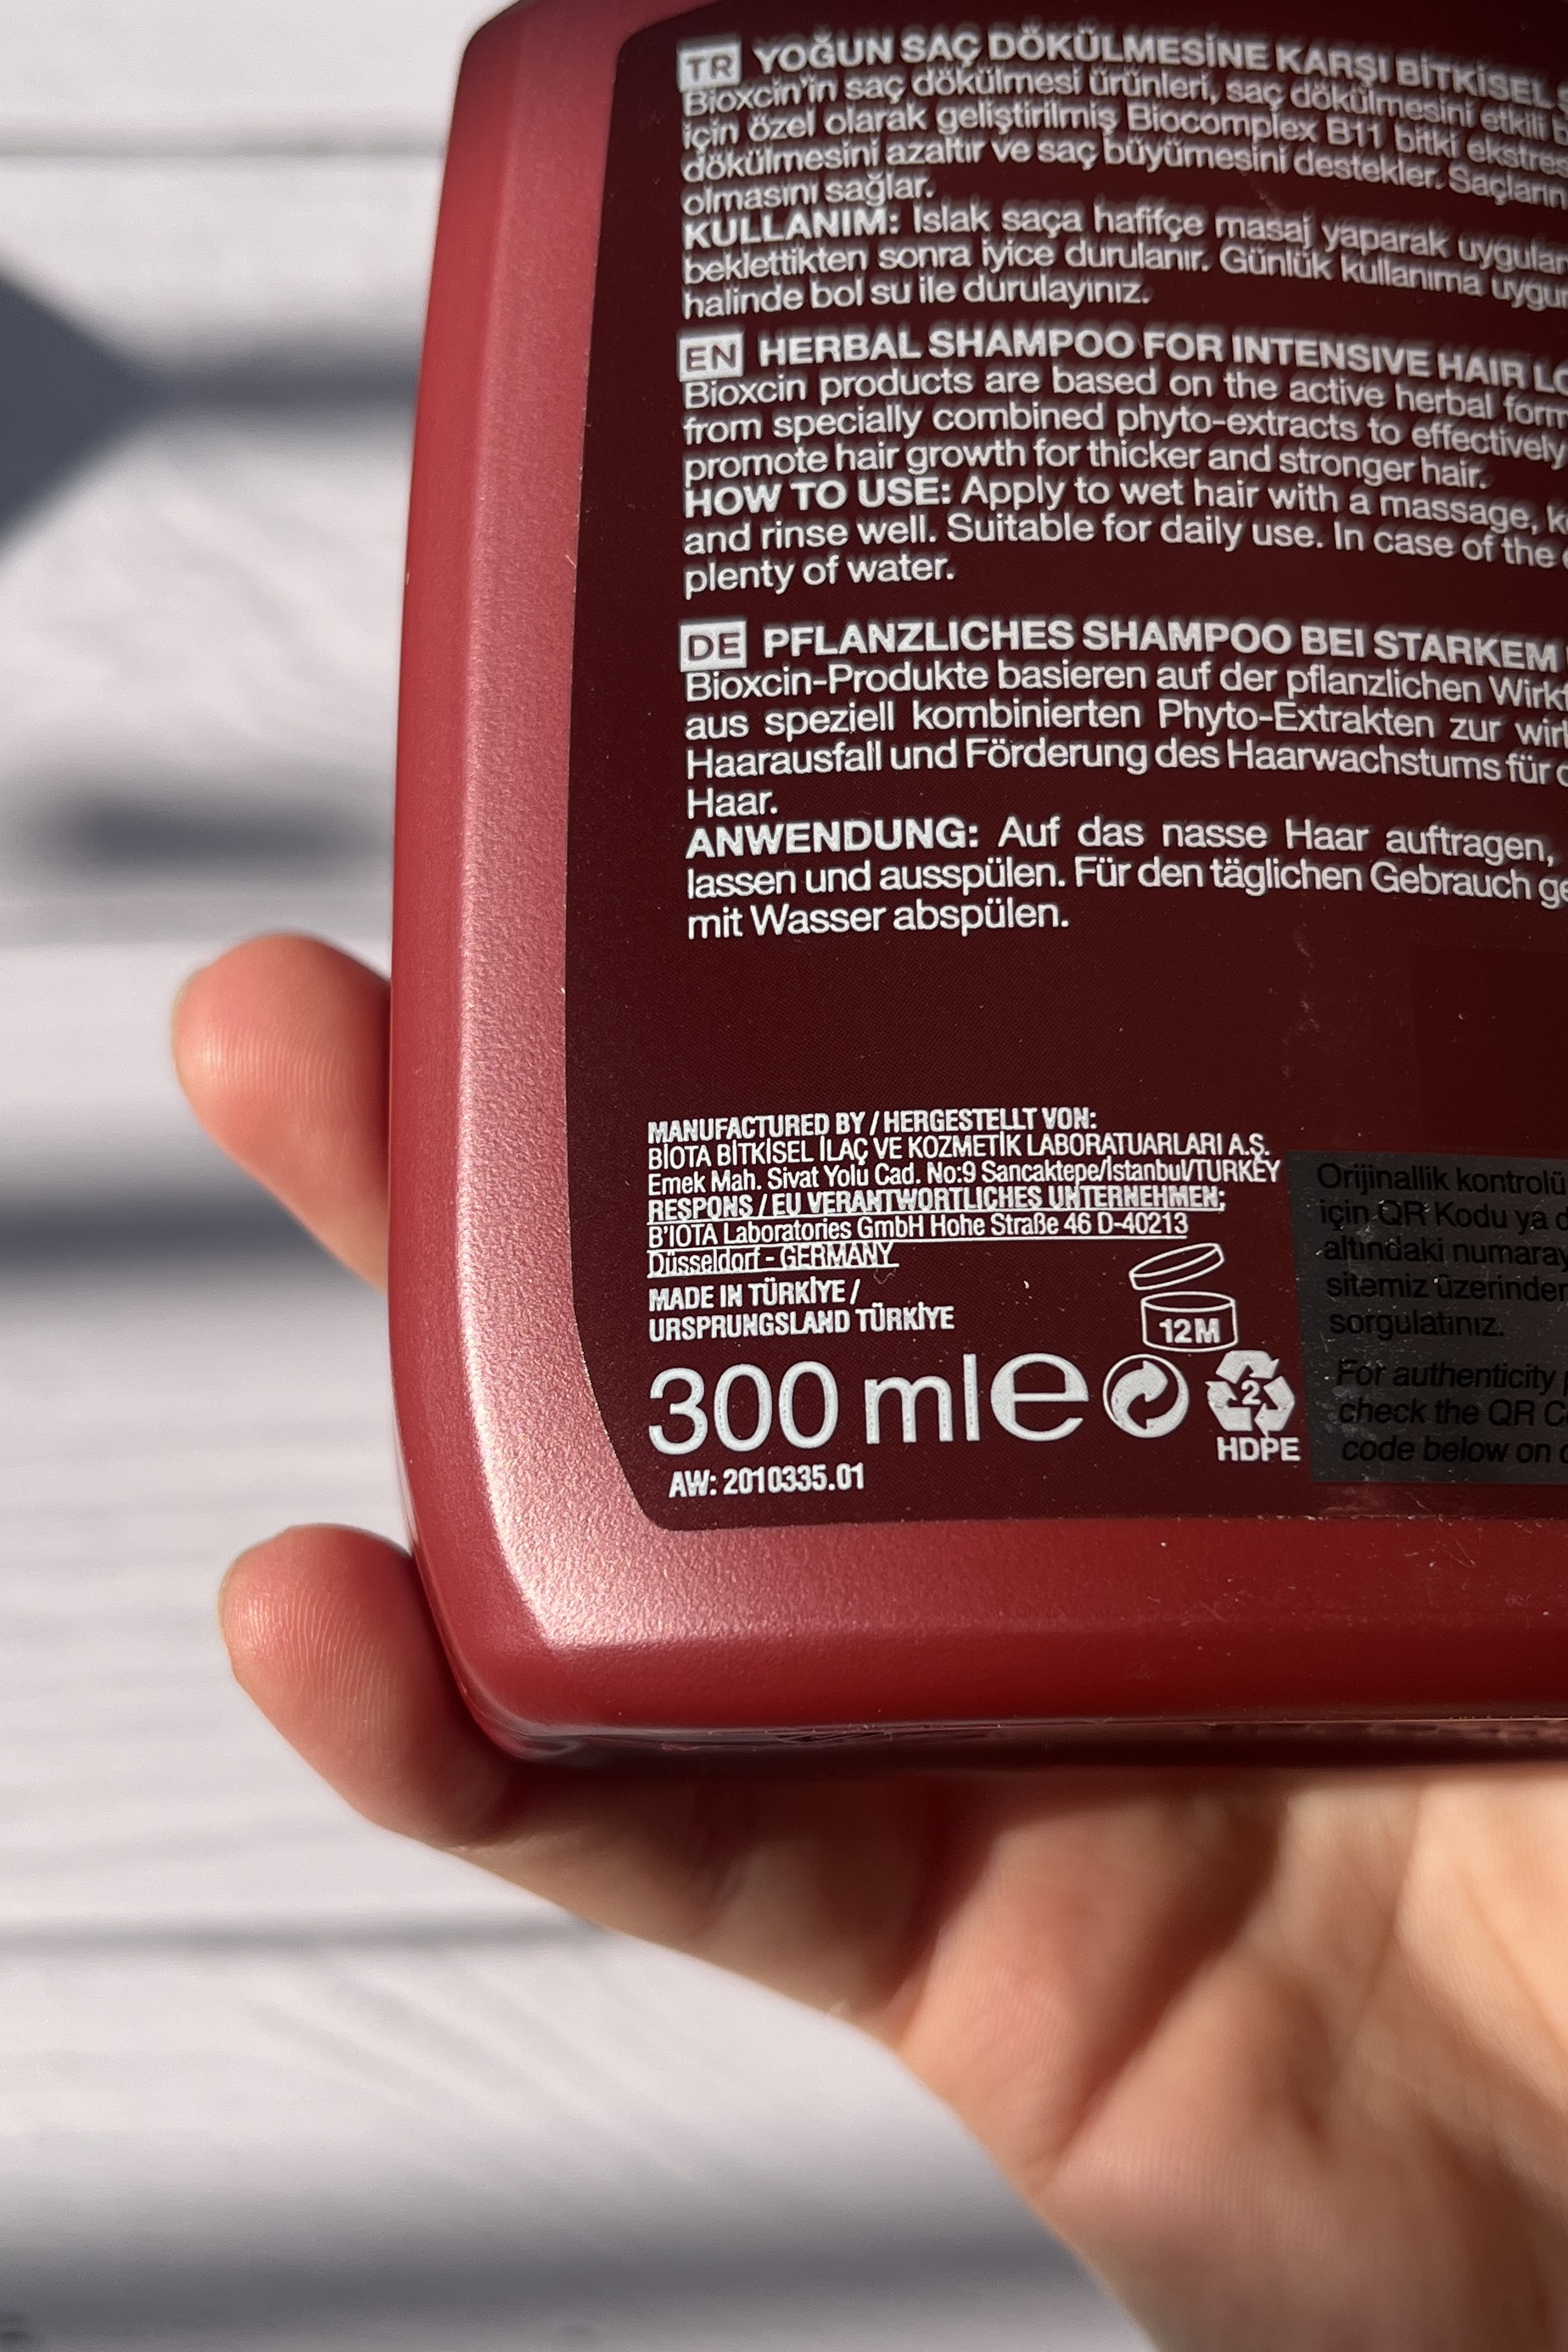 TR YOĞUN SAÇ DÖKÜLMESİNE KARŞI BİTKİSEL
Bioxcin'in saç dökülmesi ürünleri, saç dökülmesini etkili
için özel olarak geliştirilmiş Biocomplex B11 bitki
dökülmesini azaltır ve saç büyümesini destekler. Saçların
olmasını sağlar.
KULLANIM: Islak saça hafifçe masaj yaparak
beklettikten sonra iyice durulanır. Günlük kullanıma
halinde bol su ile durulayınız.
EN HERBAL SHAMPOO FOR INTENSIVE HAIR
Bioxcin products are based on the active herbal
from specially combined phyto-extracts to effectively
promote hair growth for thicker and stronger hair.
HOW TO USE: Apply to wet hair with a massage,
and rinse well. Suitable for daily use. In case of the
plenty of water.
DE PFLANZLICHES SHAMPOO BEI STARKEM
Bioxcin-Produkte basieren auf der pflanzlichen
aus speziell kombinierten Phyto-Extrakten zur
Haarausfall und Förderung des Haarwachstums für
Haar.
ANWENDUNG: Auf das nasse Haar auftragen,
lassen und ausspülen. Für den täglichen Gebrauch
mit Wasser abspülen.
MANUFACTURED BY / HERGESTELLT VON:
BİOTA BİTKİSEL İLAÇ VE KOZMETİK LABORATUARLARI A.Ş.
Emek Mah. Sivat Yolu Cad. No:9 Sancaktepe/İstanbul/TURKEY
RESPONS / EU VERANTWORTLICHES UNTERNEHMEN;
B'IOTA Laboratories GmbH Hohe Straße 46 D-40213
Düsseldorf - GERMANY
MADE IN TÜRKİYE /
URSPRUNGSLAND TÜRKİYE
12M
300 ml e
2
HDPE
AW: 2010335.01
Orijinallik kontrolü
için QR Kodu ya
altındaki
sitemiz üzerinden
sorgulatınız.
For authenticity
check the QR
code below on